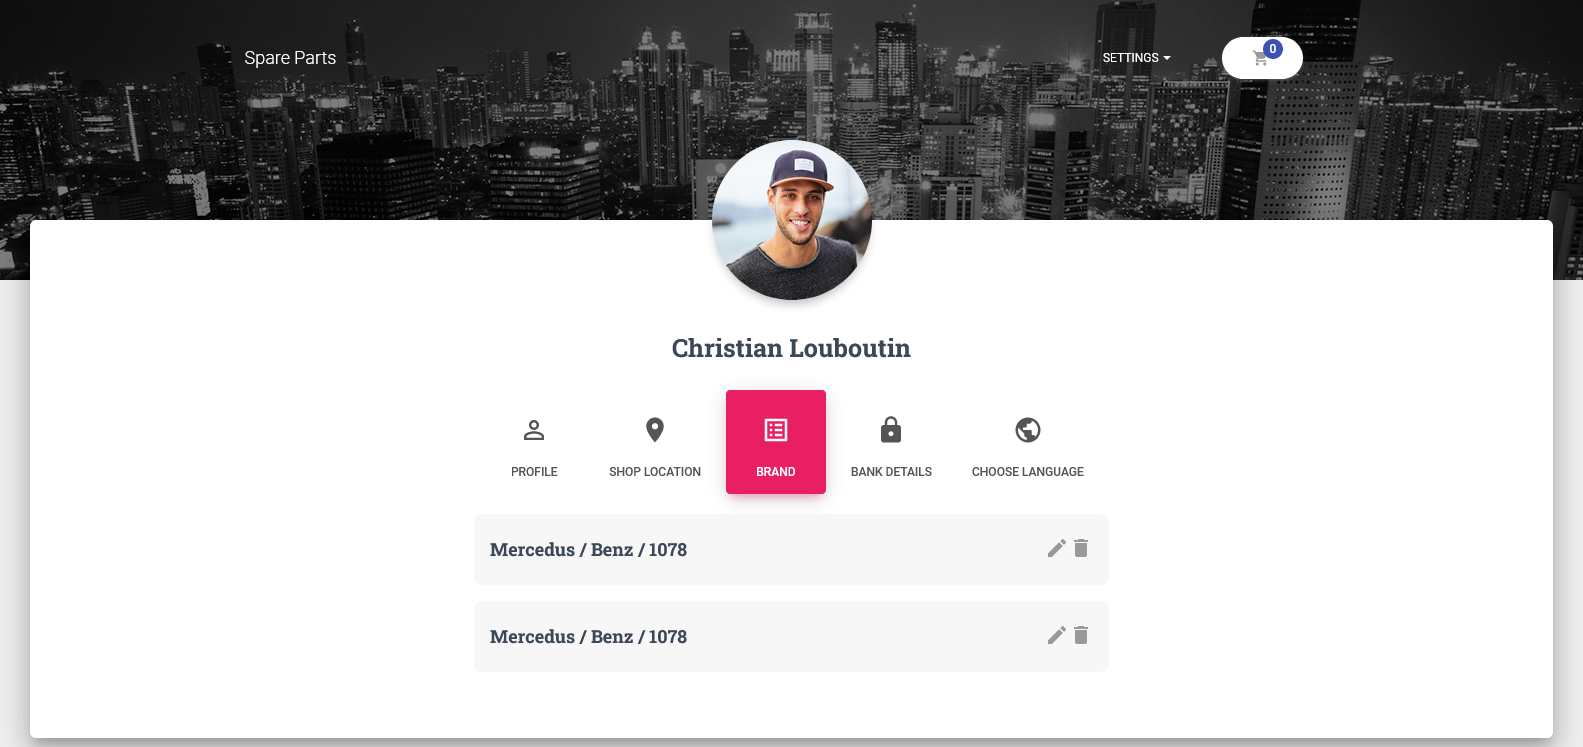 Spare Parts
SETTINGS
0
Christian Louboutin
PROFILE
SHOP LOCATION
BRAND
BANK DETAILS
CHOOSE LANGUAGE
Mercedus / Benz / 1078
Mercedus / Benz / 1078